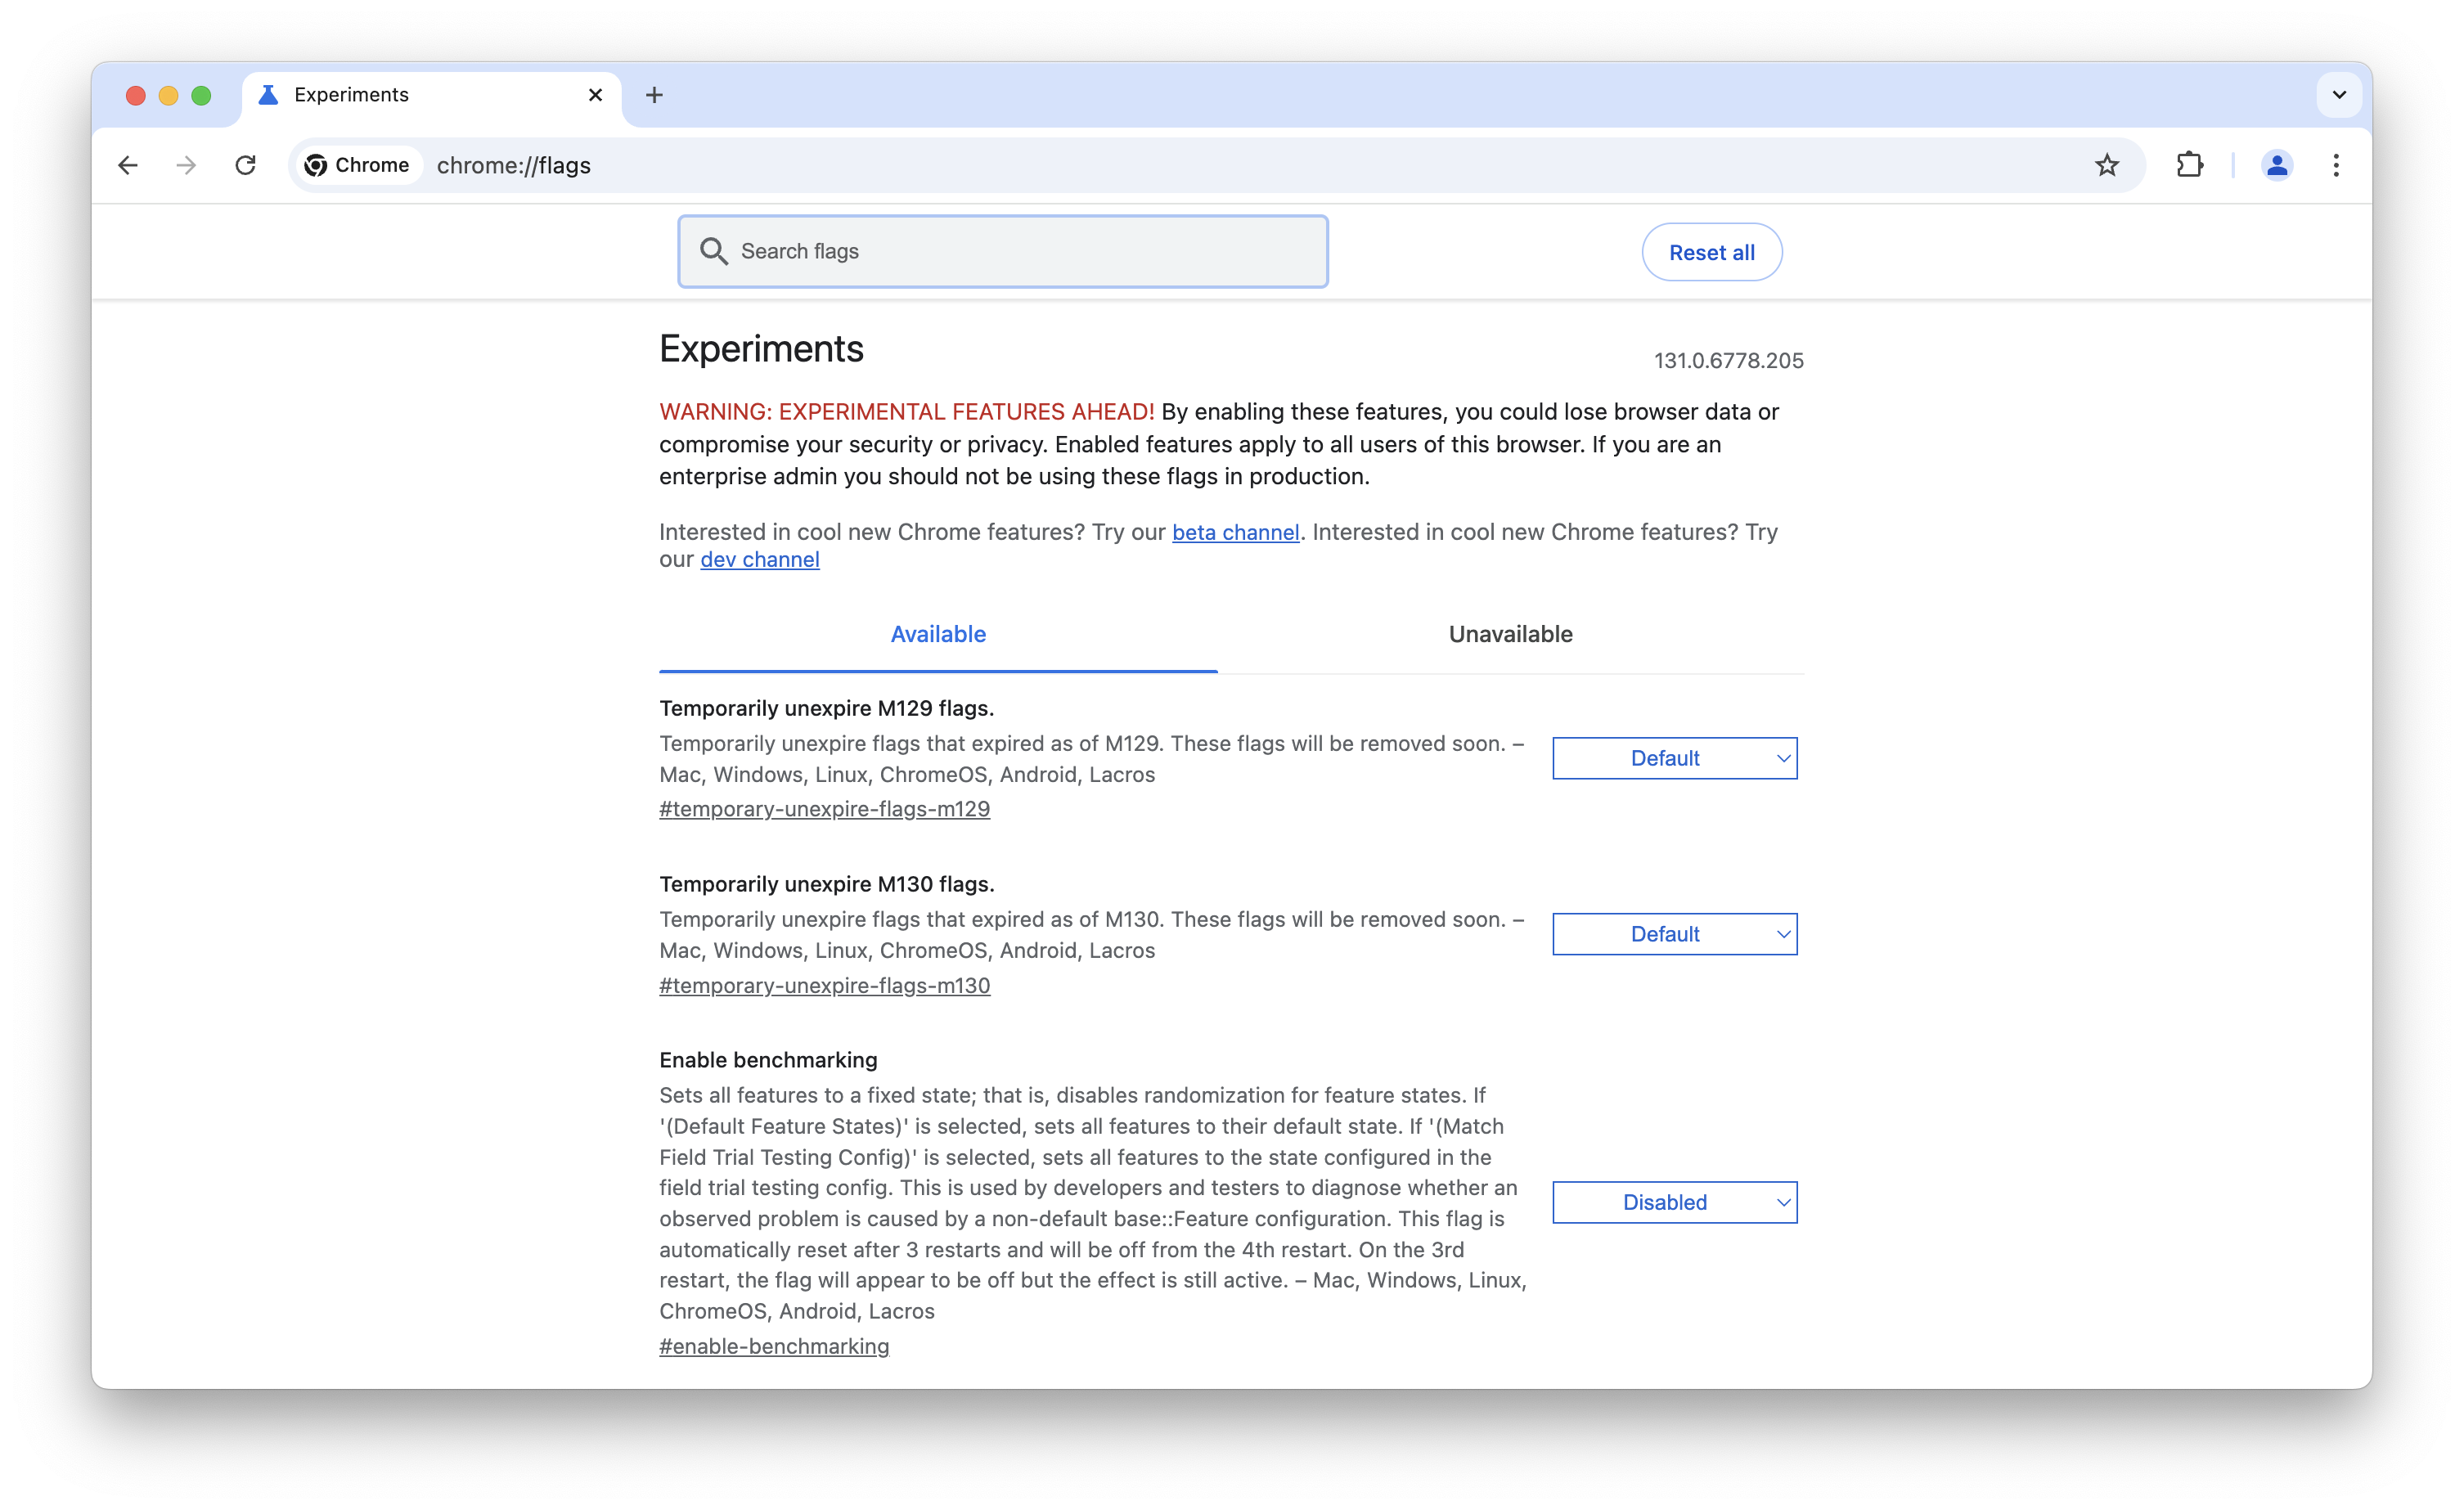 Experiments
Chrome
chrome://flags
Search flags
Reset all
Experiments
131.0.6778.205
WARNING: EXPERIMENTAL FEATURES AHEAD! By enabling these features, you could lose browser data or
compromise your security or privacy. Enabled features apply to all users of this browser. If you are an
enterprise admin you should not be using these flags in production.
Interested in cool new Chrome features? Try our beta channel. Interested in cool new Chrome features? Try
our dev channel
Available
Unavailable
Temporarily unexpire M129 flags.
Temporarily unexpire flags that expired as of M129. These flags will be removed soon. –
Mac, Windows, Linux, ChromeOS, Android, Lacros
#temporary-unexpire-flags-m129
Default
Temporarily unexpire M130 flags.
Temporarily unexpire flags that expired as of M130. These flags will be removed soon. –
Mac, Windows, Linux, ChromeOS, Android, Lacros
#temporary-unexpire-flags-m130
Default
Enable benchmarking
Sets all features to a fixed state; that is, disables randomization for feature states. If
'(Default Feature States)' is selected, sets all features to their default state. If '(Match
Field Trial Testing Config)' is selected, sets all features to the state configured in the
field trial testing config. This is used by developers and testers to diagnose whether an
observed problem is caused by a non-default base::Feature configuration. This flag is
automatically reset after 3 restarts and will be off from the 4th restart. On the 3rd
restart, the flag will appear to be off but the effect is still active. – Mac, Windows, Linux,
ChromeOS, Android, Lacros
#enable-benchmarking
Disabled